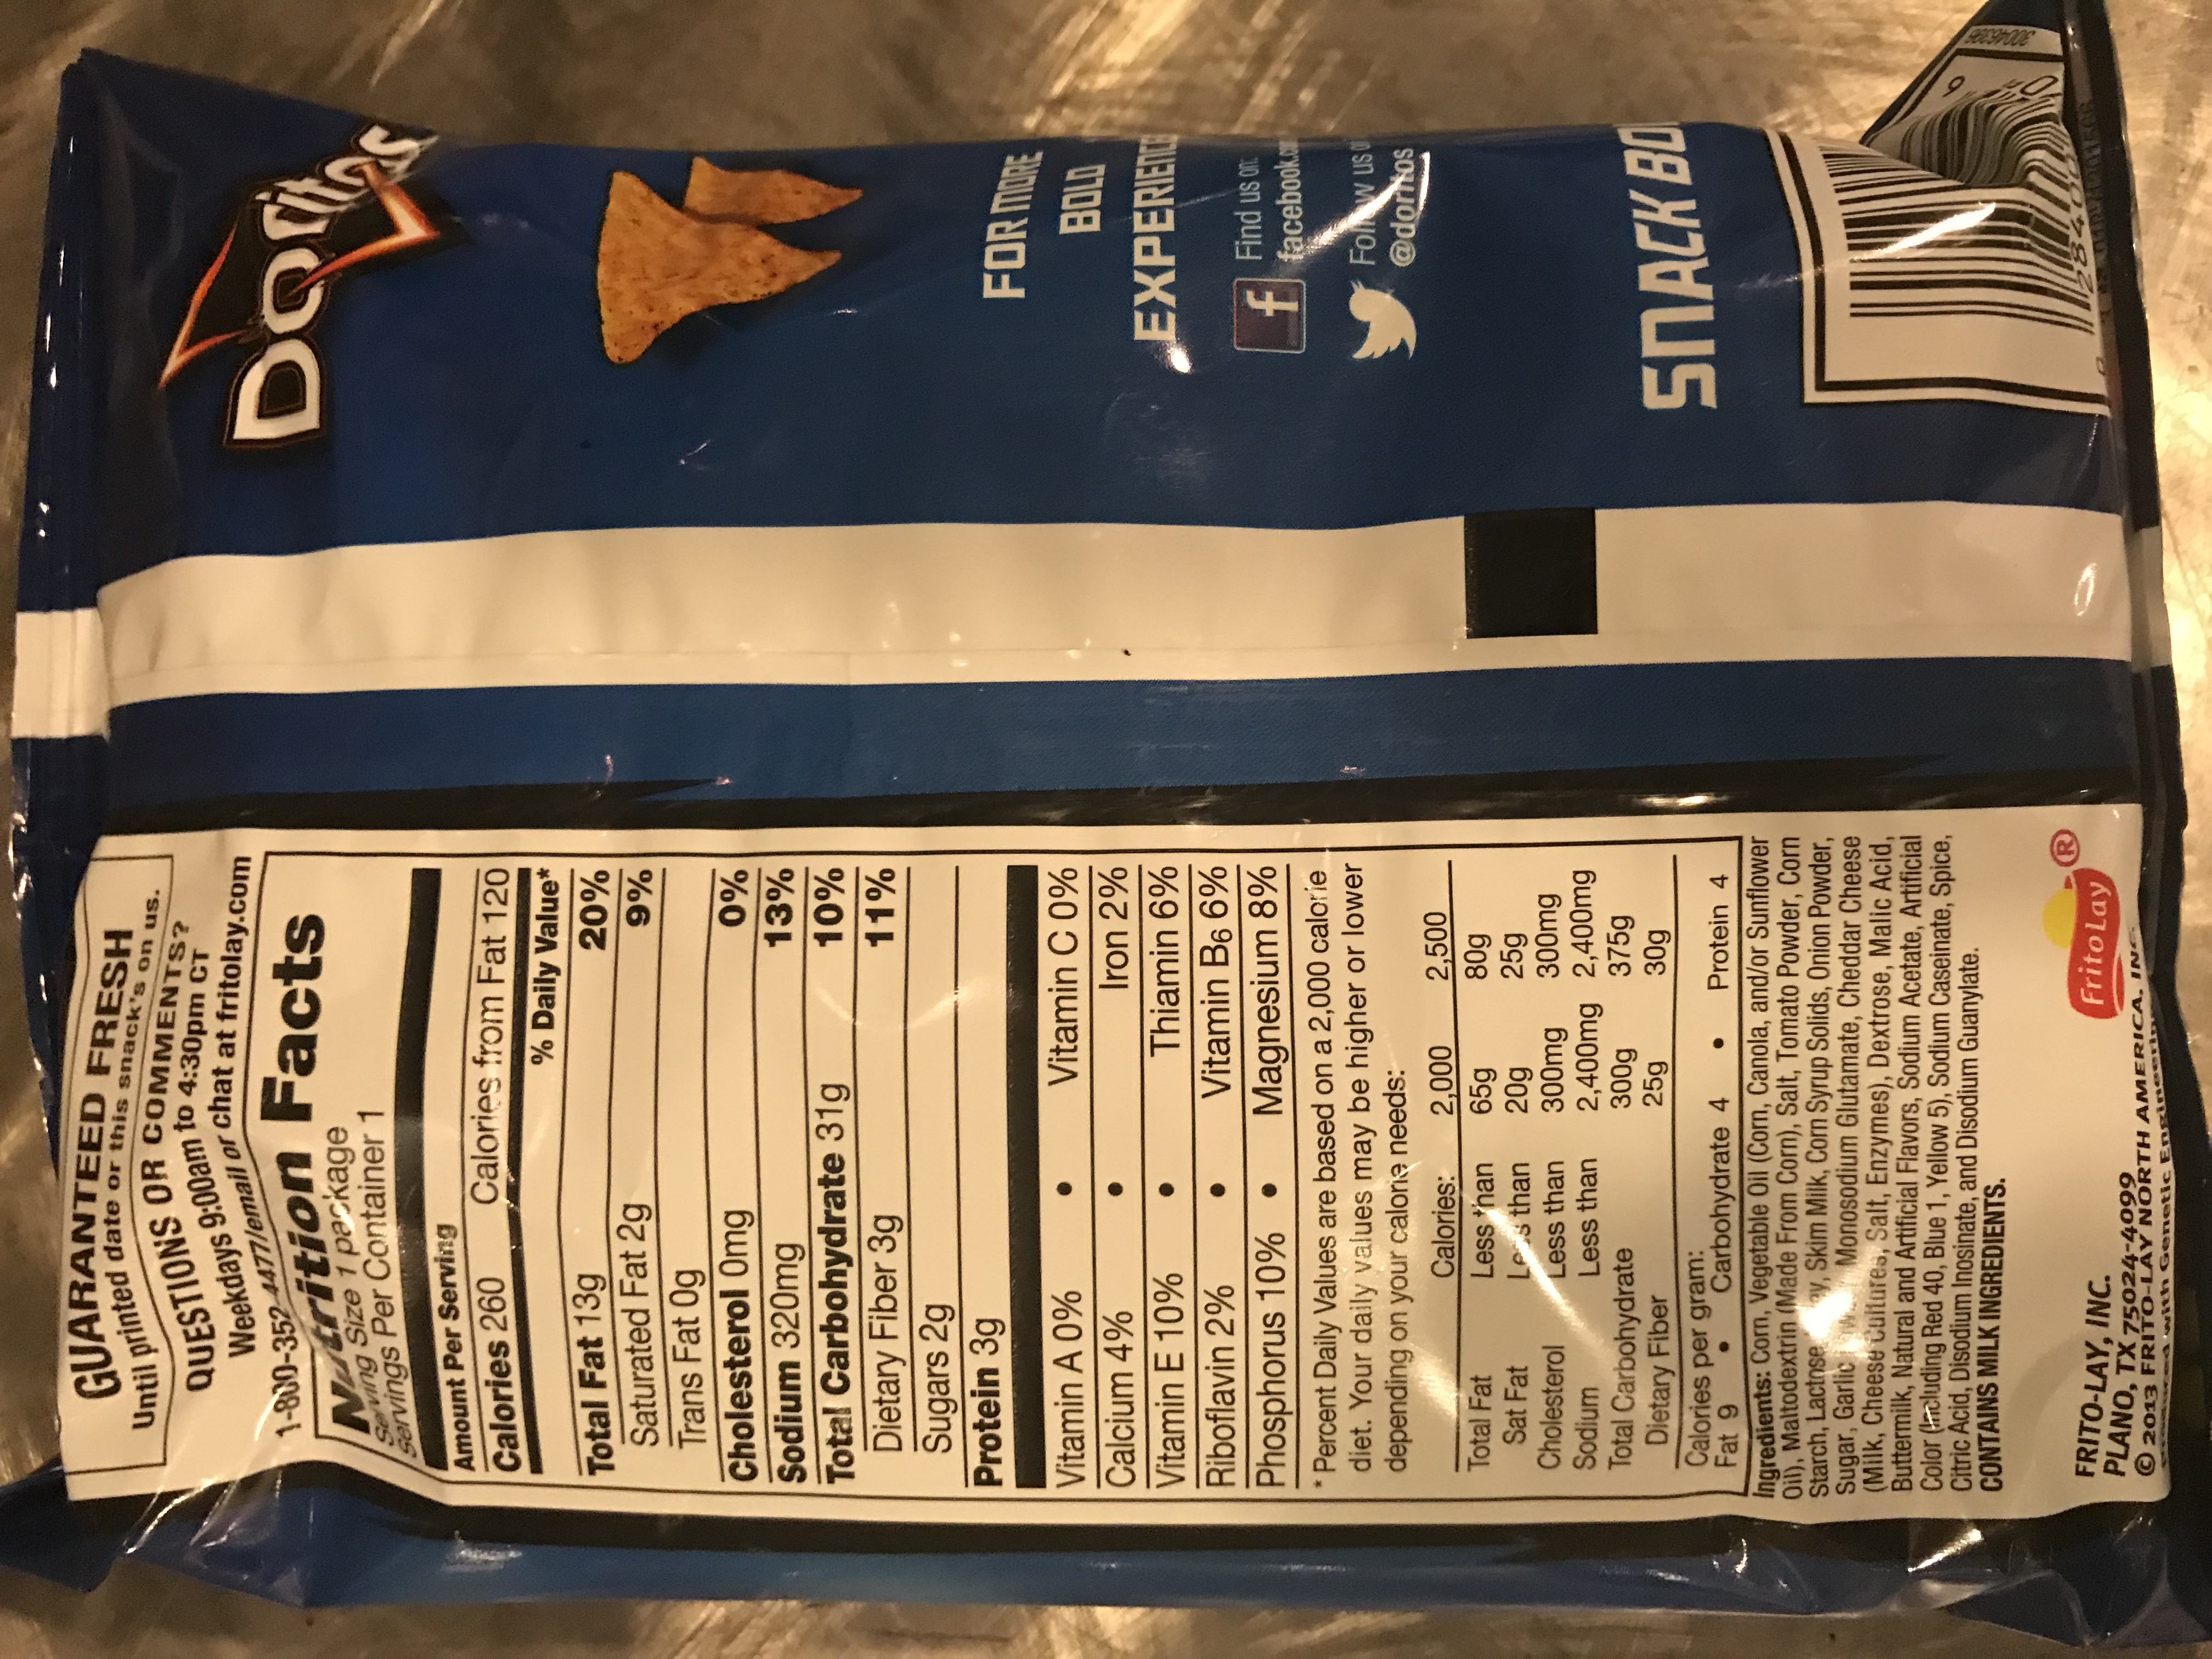 GUARANTEED FRESH
Until printed date or this snack's on us.
QUESTIONS OR COMMENTS?
Weekdays 9:00am to 4:30pm CT
1-800-352-4477/email or chat at fritolay.com
Nutrition Facts
Serving Size 1 package
Servings Per Container 1
Amount Per Serving
Calories 260 Calories from Fat 120
% Daily Value*
Total Fat 13g 20%
Saturated Fat 2g 9%
Trans Fat 0g
Cholesterol 0mg 0%
Sodium 320mg 13%
Total Carbohydrate 31g 10%
Dietary Fiber 3g 11%
Sugars 2g
Protein 3g
Vitamin A 0% • Vitamin C 0%
Calcium 4% • Iron 2%
Vitamin E 10% • Thiamin 6%
Riboflavin 2% • Vitamin B6 6%
Phosphorus 10% • Magnesium 8%
* Percent Daily Values are based on a 2,000 calorie
diet. Your daily values may be higher or lower
depending on your calorie needs:
Calories: 2,000 2,500
Total Fat Less than 65g 80g
Sat Fat Less than 20g 25g
Cholesterol Less than 300mg 300mg
Sodium Less than 2,400mg 2,400mg
Total Carbohydrate 300g 375g
Dietary Fiber 25g 30g
Calories per gram:
Fat 9 • Carbohydrate 4 • Protein 4
Ingredients: Corn, Vegetable Oil (Corn, Canola, and/or Sunflower
Oil), Maltodextrin (Made From Corn), Salt, Tomato Powder, Corn
Starch, Lactose, Skim Milk, Corn Syrup Solids, Onion Powder,
Sugar, Garlic Monosodium Glutamate, Cheddar Cheese
(Milk, Cheese Cultures, Salt, Enzymes), Dextrose, Malic Acid,
Buttermilk, Natural and Artificial Flavors, Sodium Acetate, Artificial
Color (Including Red 40, Blue 1, Yellow 5), Sodium Caseinate, Spice,
Citric Acid, Disodium Inosinate, and Disodium Guanylate.
CONTAINS MILK INGREDIENTS.
FRITO-LAY, INC.
PLANO, TX 75024-4099
© 2013 FRITO-LAY NORTH AMERICA, INC.
Produced with Genetic Engineering
FritoLay ®
Doritos
FOR MORE
BOLD
EXPERIENCE
Find us on:
facebook.co
Follow us o
@doritos
SNACK BO
28400
30046395